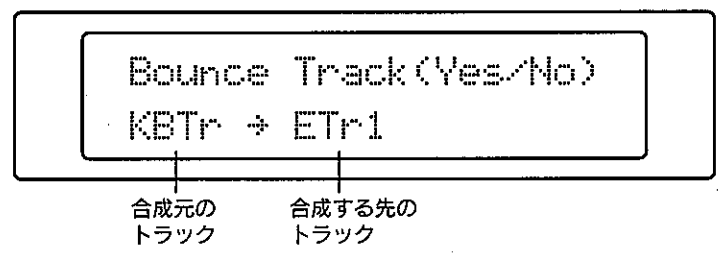 Bounce Track(Yes/No)
KBTr → ETr1
合成元の
トラック
合成する先の
トラック